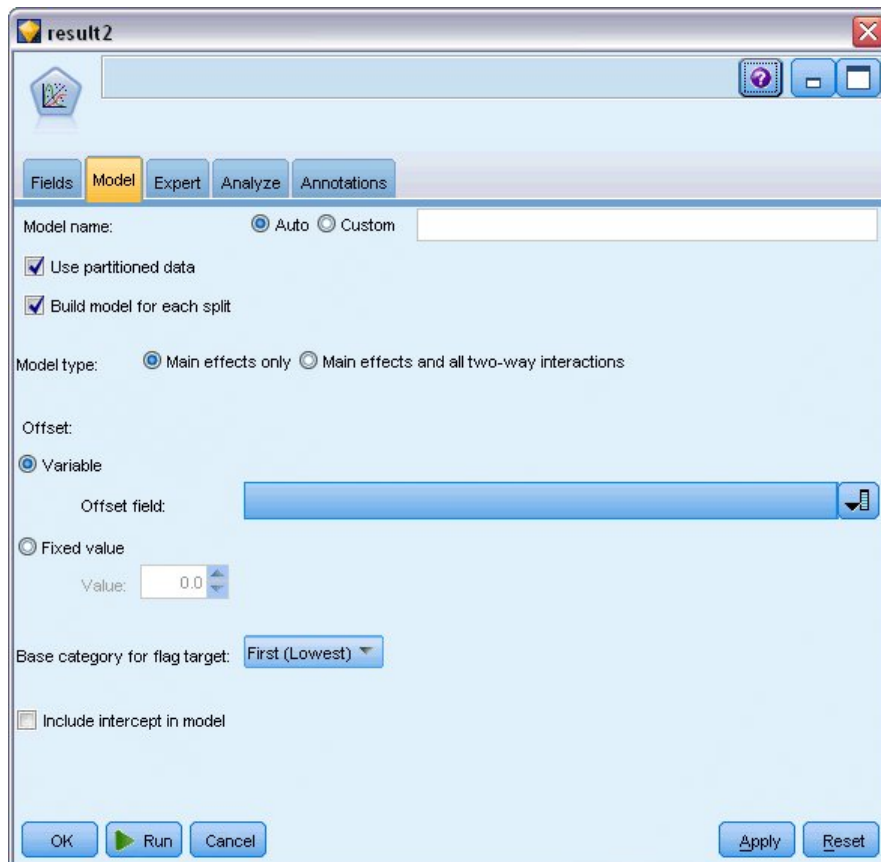 result2
Fields Model Expert Analyze Annotations
Model name: Auto Custom
Use partitioned data
Build model for each split
Model type: Main effects only Main effects and all two-way interactions
Offset:
Variable
Offset field:
Fixed value
Value: 0.0
Base category for flag target: First (Lowest)
Include intercept in model
OK Run Cancel Apply Reset